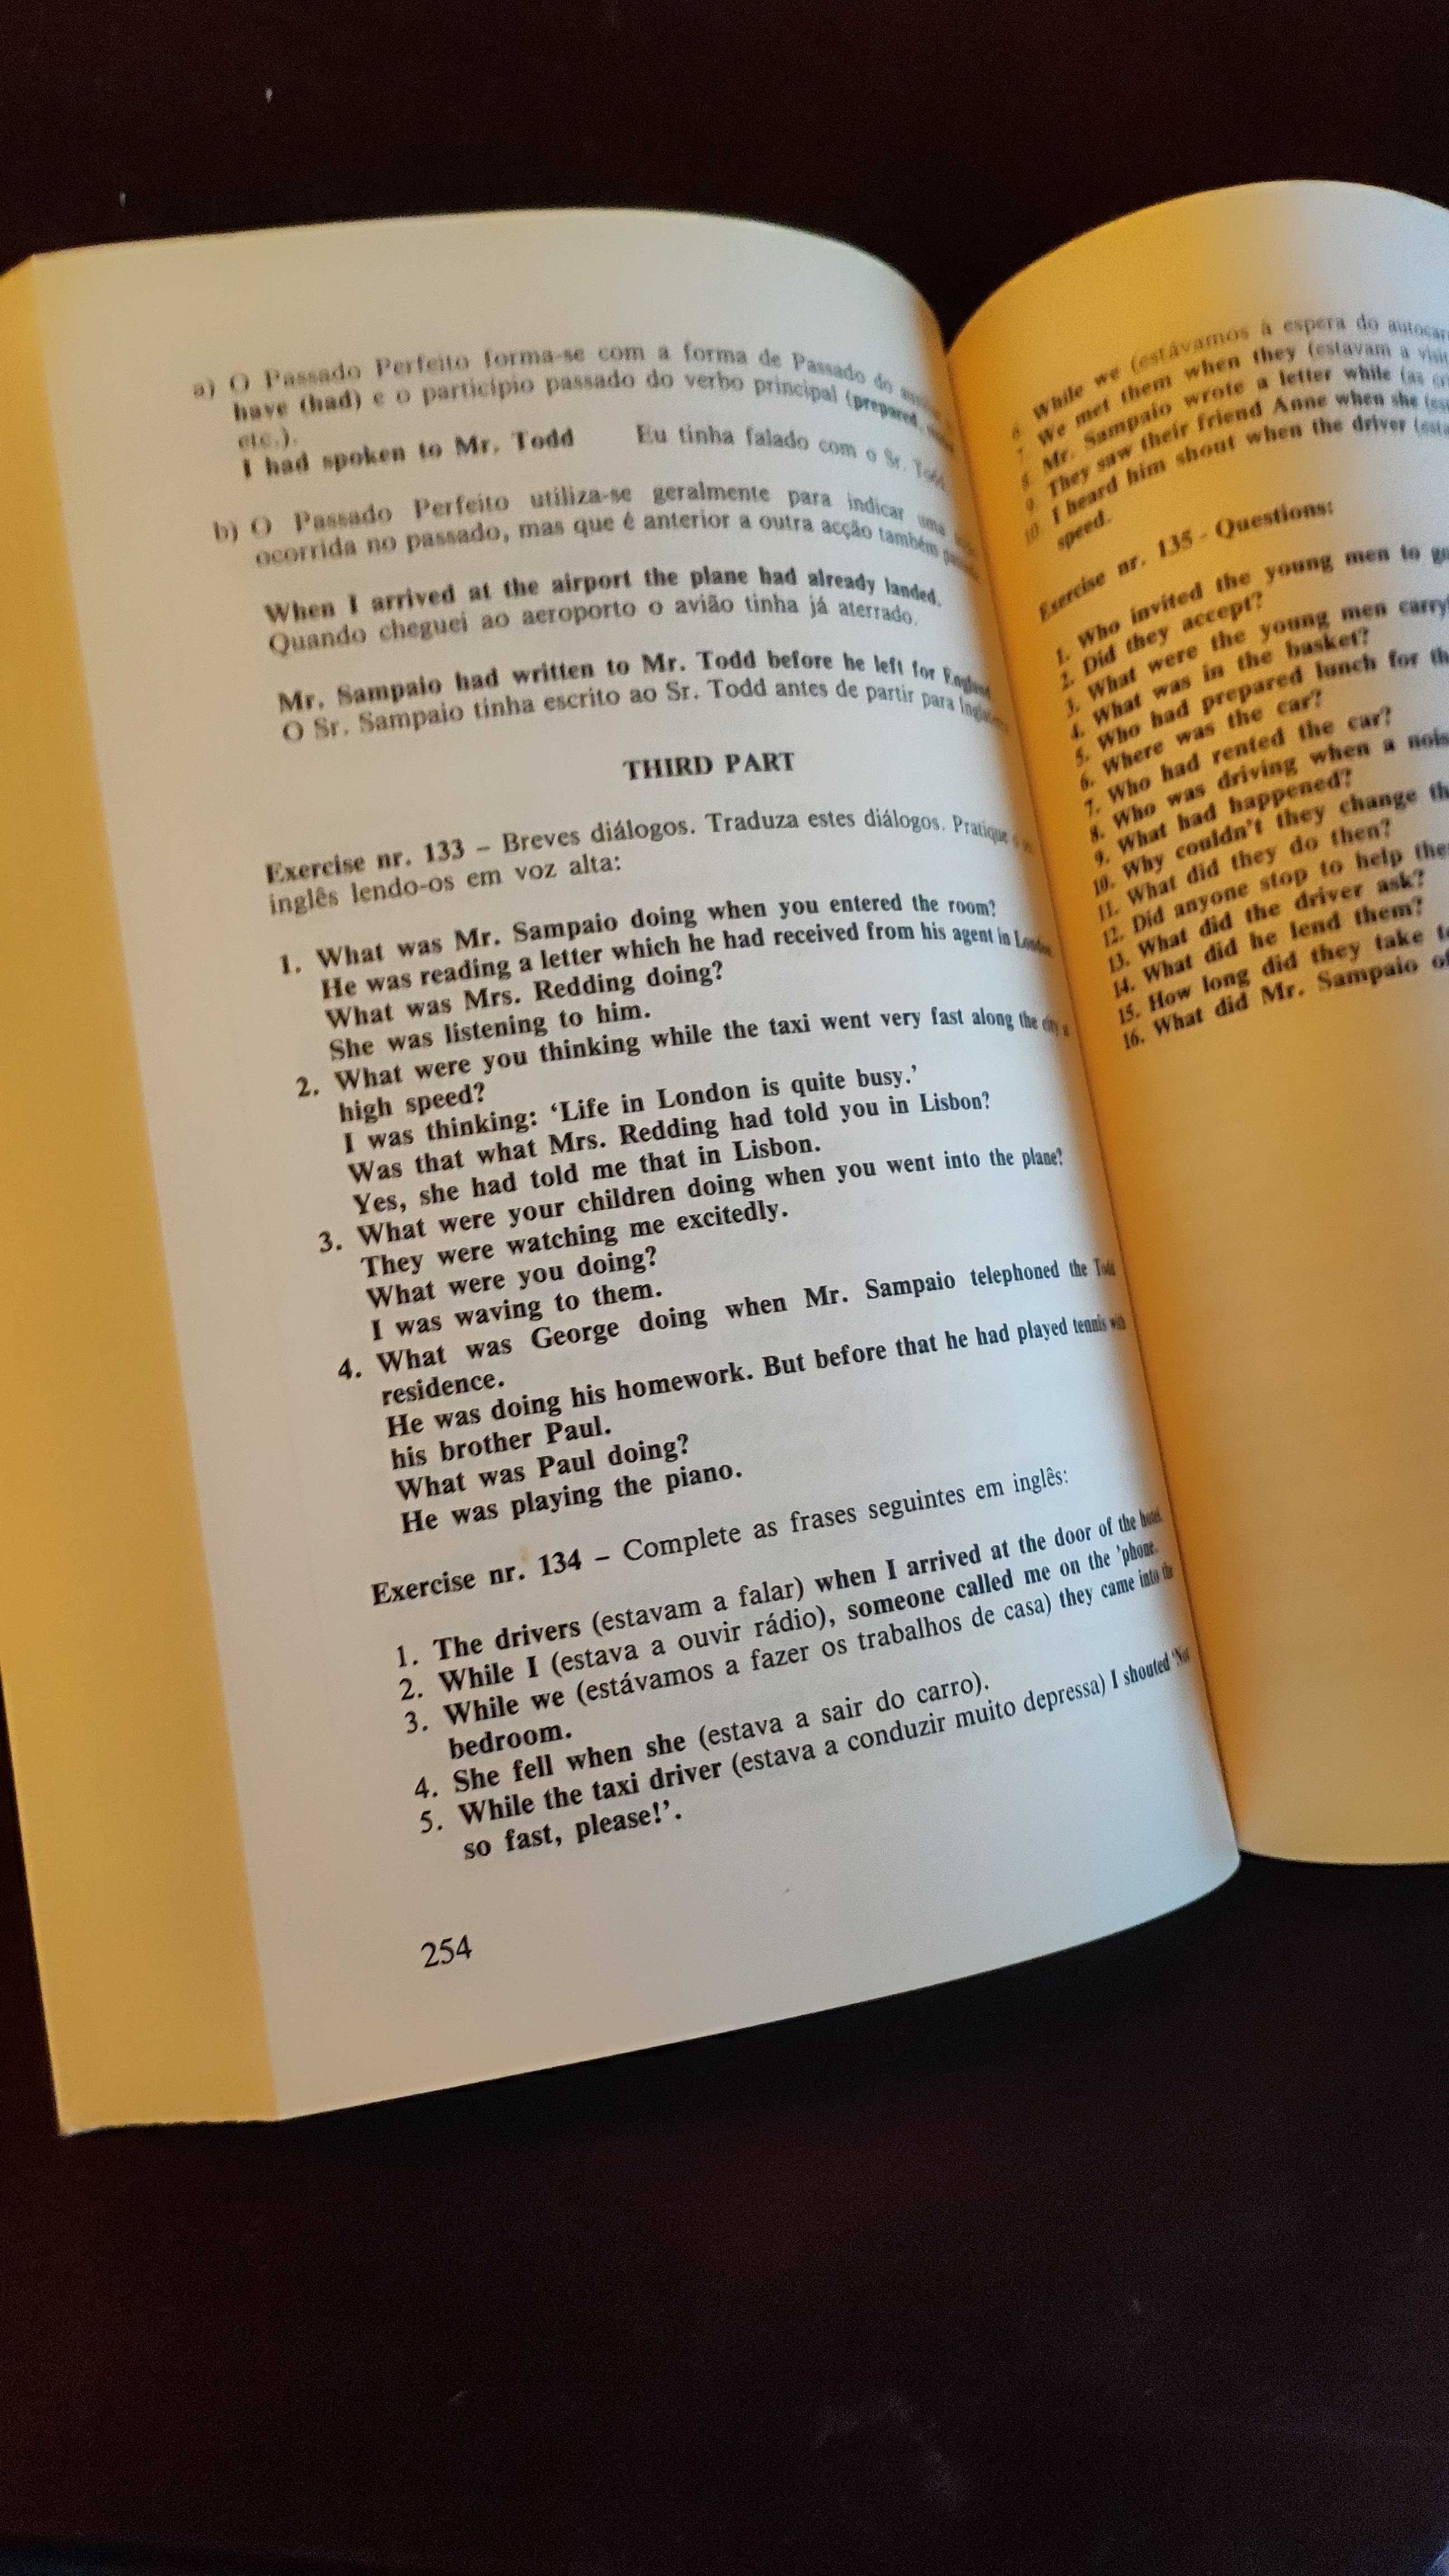 a) O Passado Perfeito forma-se com a forma de Passado do
have (had) e o particípio passado do verbo principal (prepared,
etc.).
I had spoken to Mr. Todd Eu tinha falado com o Sr. Todd.
b) O Passado Perfeito utiliza-se geralmente para indicar uma
ocorrida no passado, mas que é anterior a outra acção também
When I arrived at the airport the plane had already landed.
Quando cheguei ao aeroporto o avião tinha já aterrado.
Mr. Sampaio had written to Mr. Todd before he left for England.
O Sr. Sampaio tinha escrito ao Sr. Todd antes de partir para
THIRD PART
Exercise nr. 133 – Breves diálogos. Traduza estes diálogos. Pratique o
inglês lendo-os em voz alta:
1. What was Mr. Sampaio doing when you entered the room?
He was reading a letter which he had received from his agent in London.
What was Mrs. Redding doing?
She was listening to him.
2. What were you thinking while the taxi went very fast along the city a
high speed?
I was thinking: ‘Life in London is quite busy.’
Was that what Mrs. Redding had told you in Lisbon?
Yes, she had told me that in Lisbon.
3. What were your children doing when you went into the plane?
They were watching me excitedly.
What were you doing?
I was waving to them.
4. What was George doing when Mr. Sampaio telephoned the Todd
residence.
He was doing his homework. But before that he had played tennis with
his brother Paul.
What was Paul doing?
He was playing the piano.
Exercise nr. 134 – Complete as frases seguintes em inglês:
1. The drivers (estavam a falar) when I arrived at the door of the hotel.
2. While I (estava a ouvir rádio), someone called me on the ’phone.
3. While we (estávamos a fazer os trabalhos de casa) they came into the
bedroom.
4. She fell when she (estava a sair do carro).
5. While the taxi driver (estava a conduzir muito depressa) I shouted ‘Not
so fast, please!’.
254
6. While we (estávamos à espera do
7. We met them when they (estavam a
8. Mr. Sampaio wrote a letter while (as
9. They saw their friend Anne when she
10. I heard him shout when the driver
speed.
Exercise nr. 135 - Questions:
1. Who invited the young men to
2. Did they accept?
3. What were the young men
4. What was in the basket?
5. Who had prepared lunch for
6. Where was the car?
7. Who had rented the car?
8. Who was driving when a
9. What had happened?
10. Why couldn’t they change
11. What did they do then?
12. Did anyone stop to help
13. What did the driver ask?
14. What did he lend them?
15. How long did they take
16. What did Mr. Sampaio